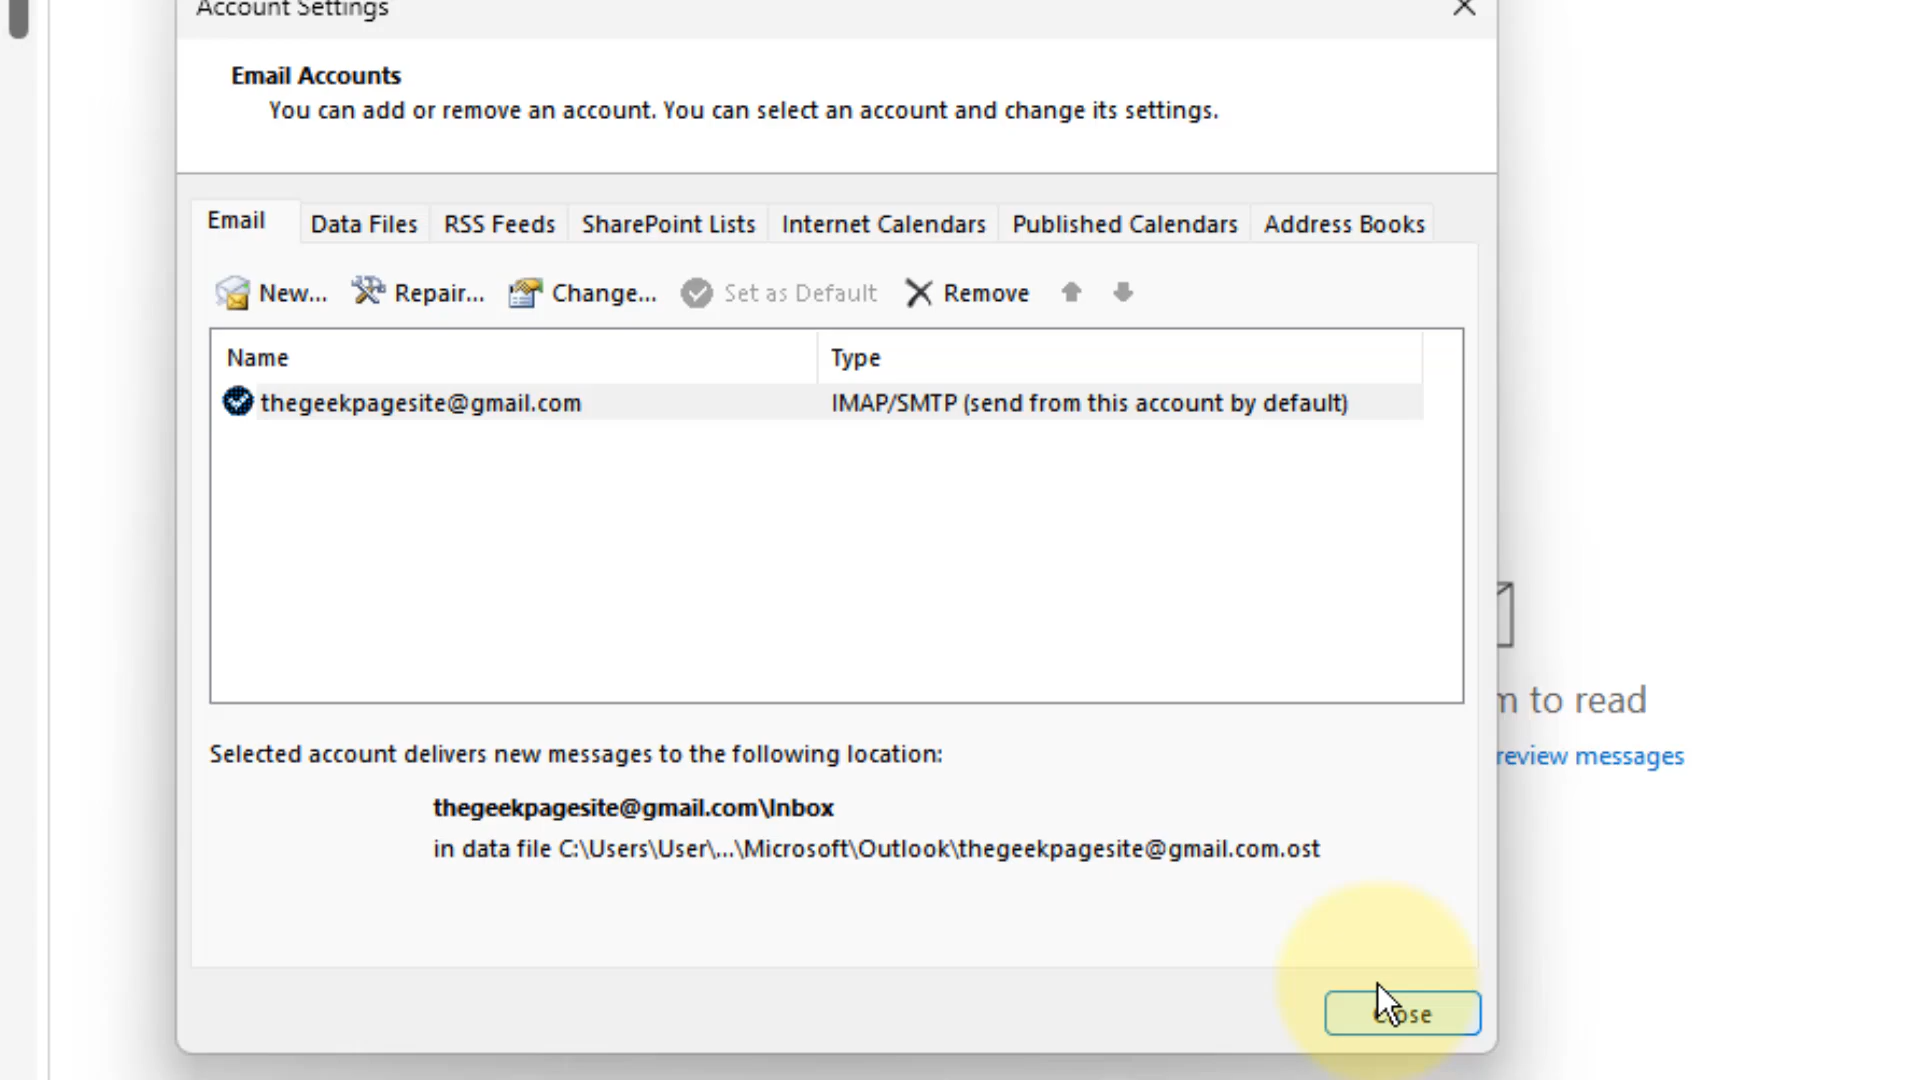 Account Settings
Email Accounts
You can add or remove an account. You can select an account and change its settings.
Email Data Files RSS Feeds SharePoint Lists Internet Calendars Published Calendars Address Books
New... Repair... Change... Set as Default Remove
Name Type
thegeekpagesite@gmail.com IMAP/SMTP (send from this account by default)
to read
messages
Selected account delivers new messages to the following location:
thegeekpagesite@gmail.com\Inbox
in data file C:\Users\User\...\Microsoft\Outlook\thegeekpagesite@gmail.com.ost
Close